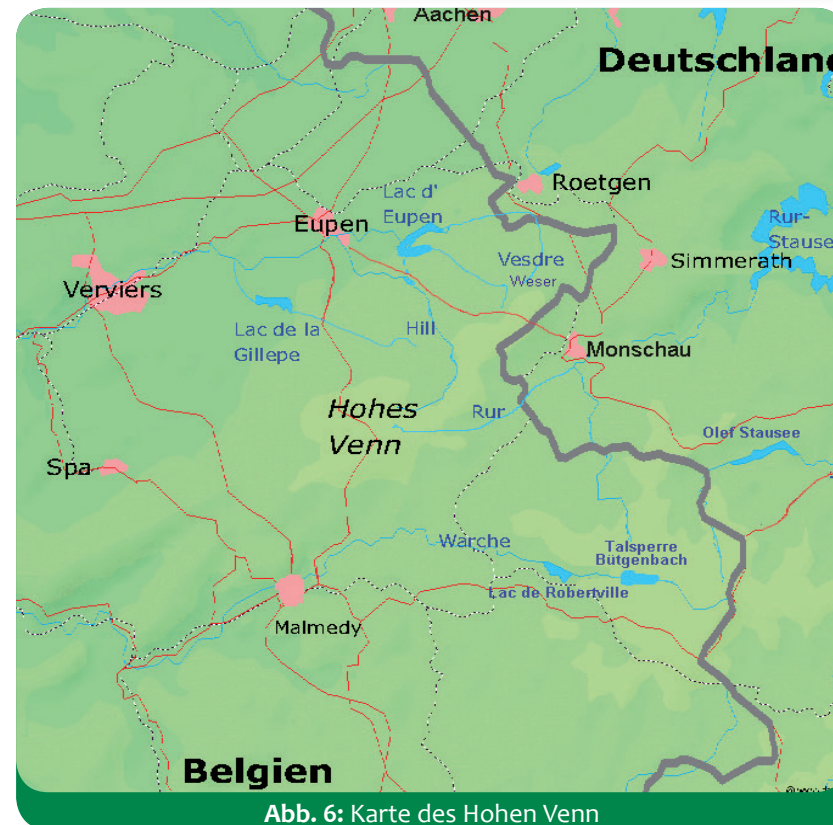 Aachen
Deutschland
Roetgen
Lac d'
Eupen
Eupen
Rur-
Stausee
Vesdre
Weser
Simmerath
Verviers
Lac de la
Gillepe
Hill
Monschau
Hohes
Venn
Rur
Olef Stausee
Spa
Warche
Talsperre
Bütgenbach
Lac de Robertville
Malmedy
Belgien
Abb. 6: Karte des Hohen Venn